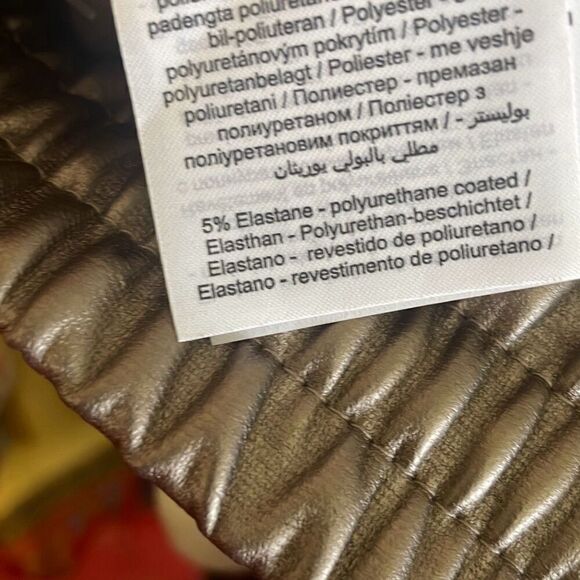 padengta poliuretanu
bil-poliuteran / Polyester
polyuretánovým pokrytím / Polyester -
polyuretanbelagt / Poliester - me veshje
poliuretani / Полиестер - премазан
полиуретаном / Поліестер з
поліуретановим покриттям / بوليستر -
مطلي بالبولي يوريثان
5% Elastane - polyurethane coated /
Elasthan - Polyurethan-beschichtet /
Elastano - revestido de poliuretano /
Elastano - revestimento de poliuretano /